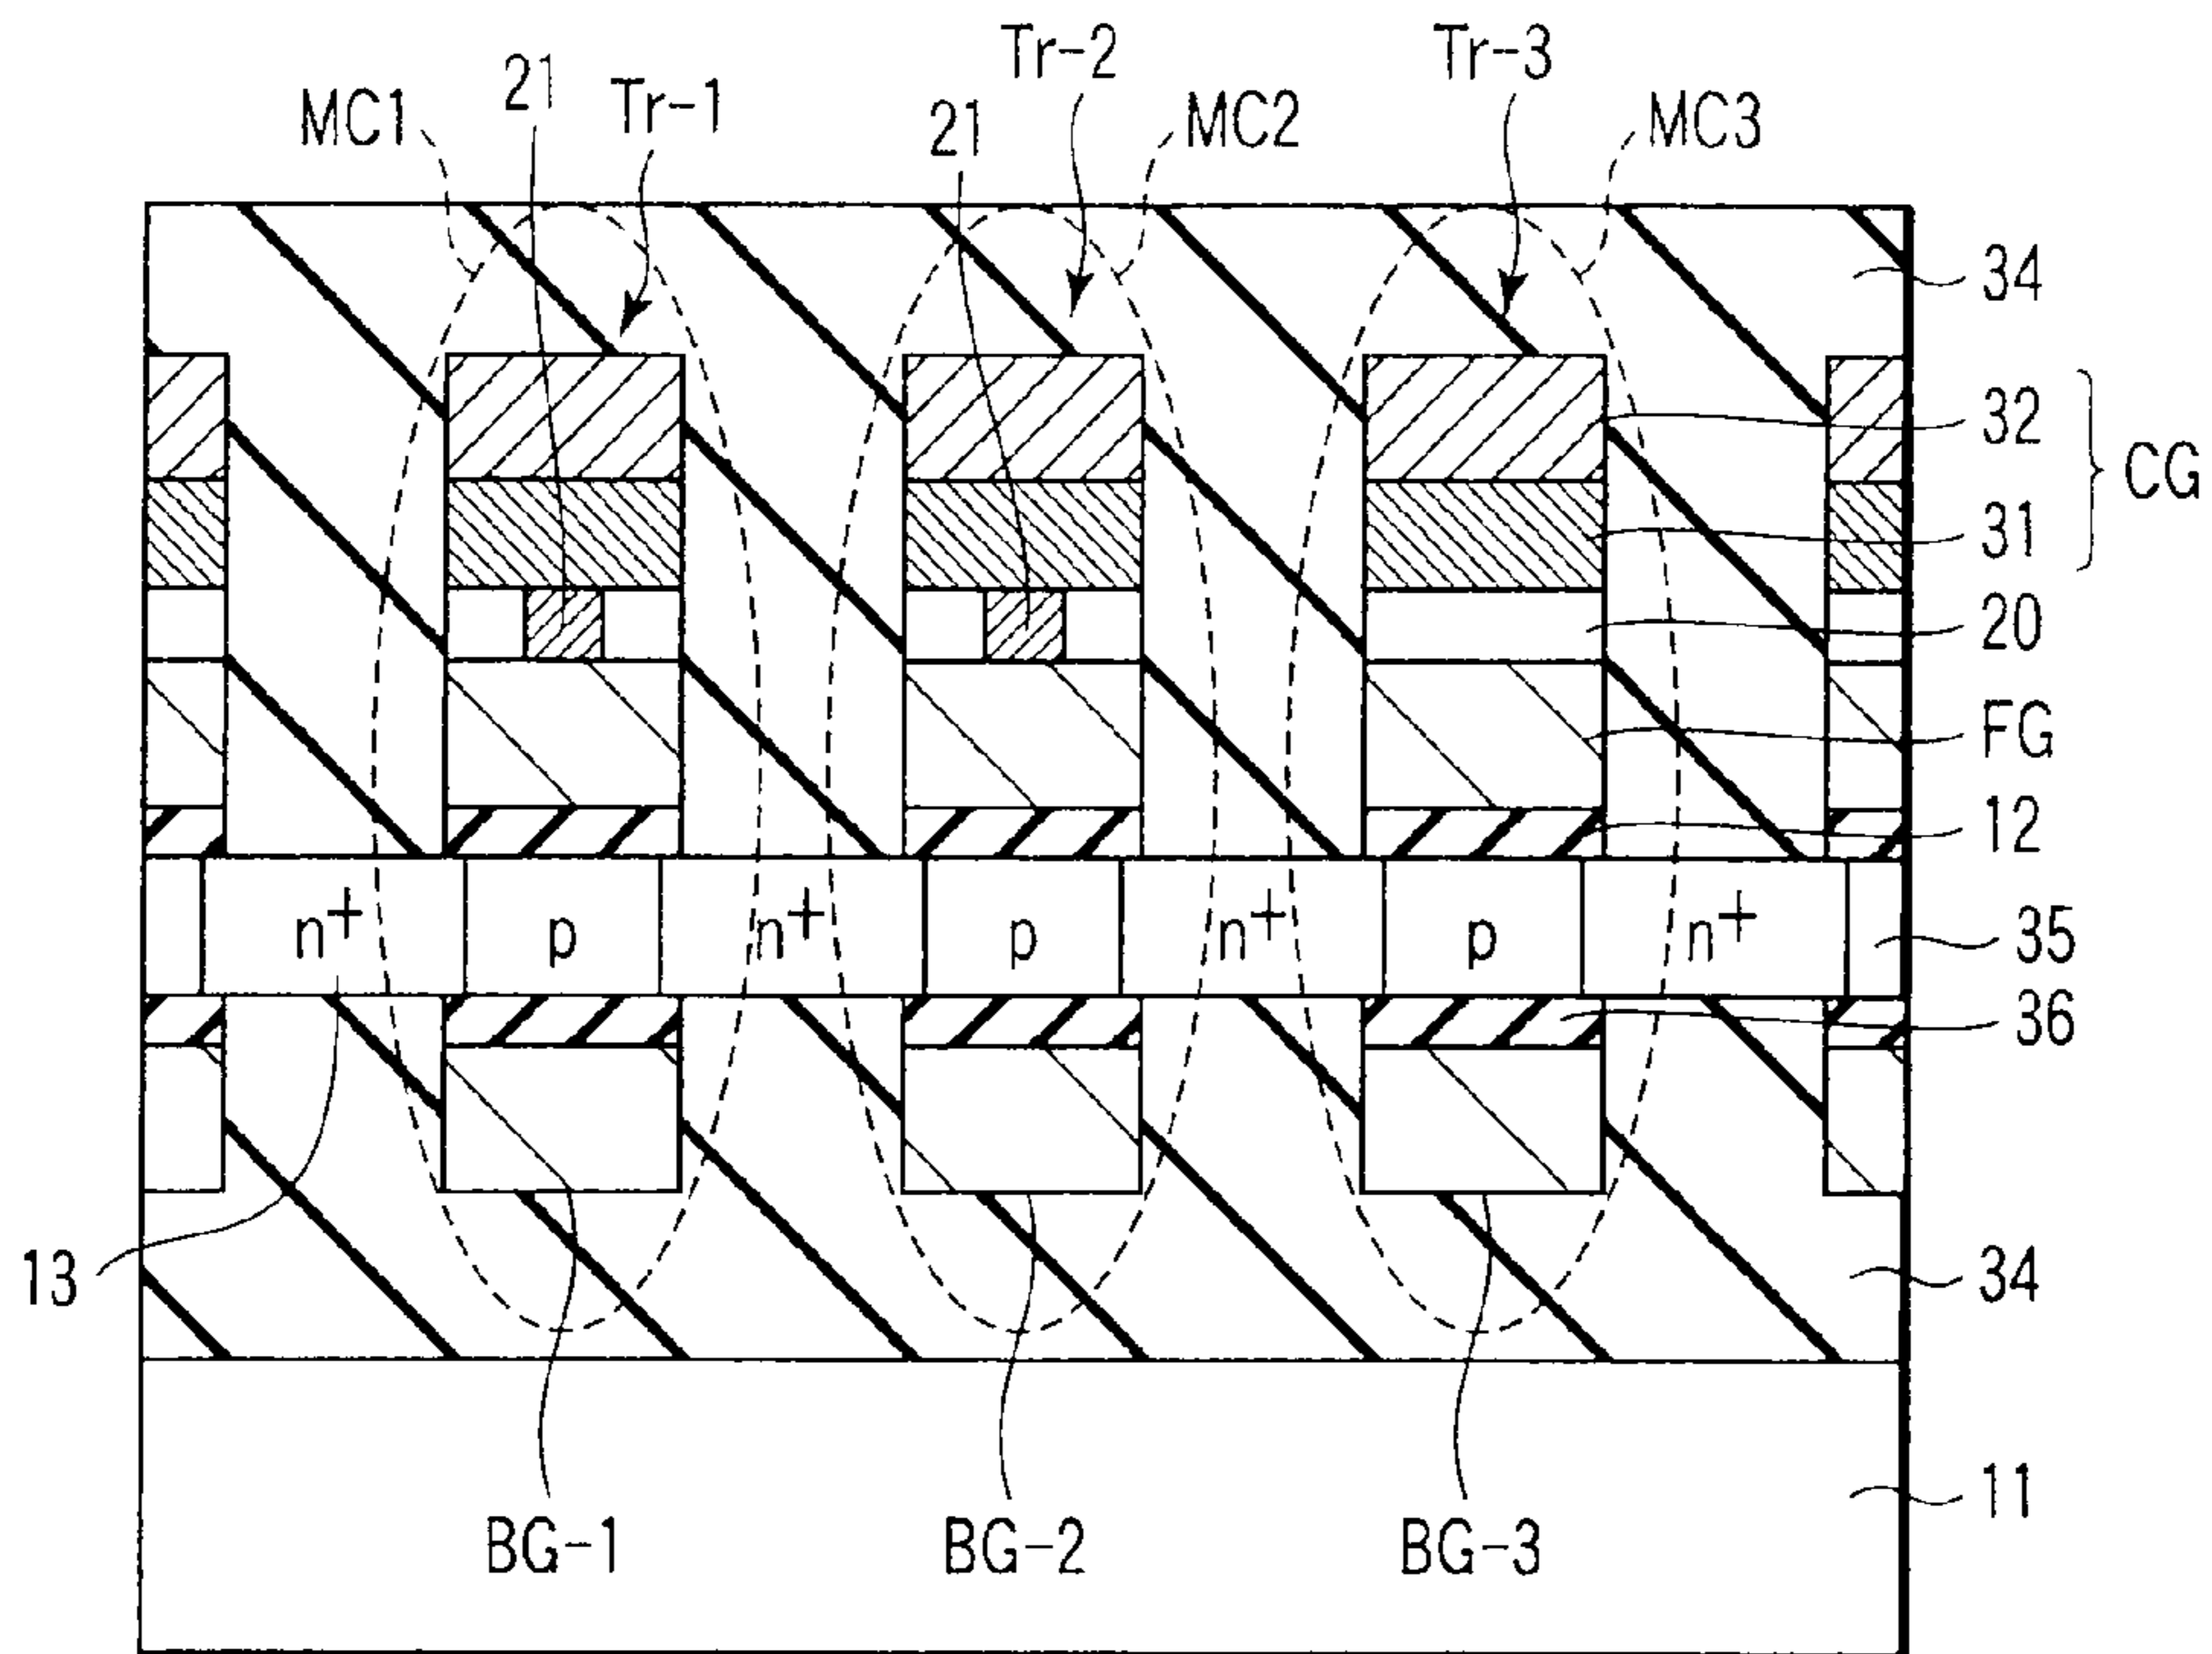 Tr-2
Tr-3
21
Tr-1
MC1
21
MC2
MC3
34
32
CG
31
20
FG
12
n+
p
n+
p
n+
p
n+
35
36
13
34
11
BG-1
BG-2
BG-3